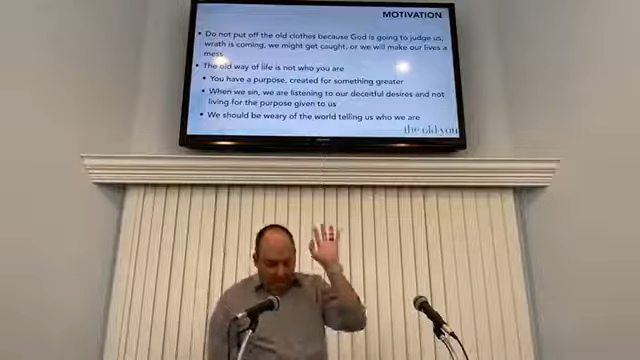 MOTIVATION
• Do not put off the old clothes because God is going to judge us,
wrath is coming, we might get caught, or we will make our lives a
mess
• The old way of life is not who you are
• You have a purpose, created for something greater
• When we sin, we are listening to our deceitful desires and not
living for the purpose given to us
• We should be weary of the world telling us who we are
the old you